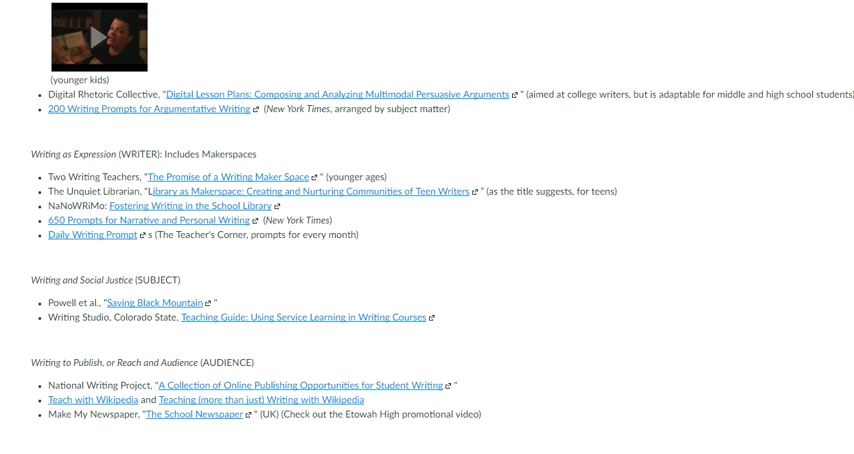 (younger kids)
Digital Rhetoric Collective, "Digital Lesson Plans: Composing and Analyzing Multimodal Persuasive Arguments " (aimed at college writers, but is adaptable for middle and high school students)
200 Writing Prompts for Argumentative Writing (New York Times, arranged by subject matter)
Writing as Expression (WRITER): Includes Makerspaces
Two Writing Teachers, "The Promise of a Writing Maker Space " (younger ages)
The Unquiet Librarian, "Library as Makerspace: Creating and Nurturing Communities of Teen Writers " (as the title suggests, for teens)
NaNoWRiMo: Fostering Writing in the School Library
650 Prompts for Narrative and Personal Writing (New York Times)
Daily Writing Prompt s (The Teacher's Corner, prompts for every month)
Writing and Social Justice (SUBJECT)
Powell et al., "Saving Black Mountain "
Writing Studio, Colorado State, Teaching Guide: Using Service Learning in Writing Courses
Writing to Publish, or Reach and Audience (AUDIENCE)
National Writing Project, "A Collection of Online Publishing Opportunities for Student Writing "
Teach with Wikipedia and Teaching (more than just) Writing with Wikipedia
Make My Newspaper, "The School Newspaper " (UK) (Check out the Etowah High promotional video)